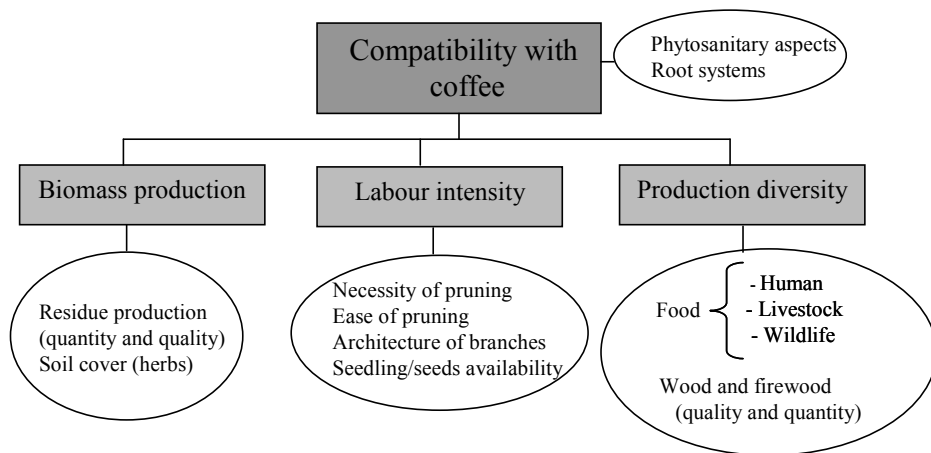 Compatibility with
coffee
Phytosanitary aspects
Root systems
Biomass production
Labour intensity
Production diversity
Residue production
(quantity and quality)
Soil cover (herbs)
Necessity of pruning
Ease of pruning
Architecture of branches
Seedling/seeds availability
Food
- Human
- Livestock
- Wildlife
Wood and firewood
(quality and quantity)